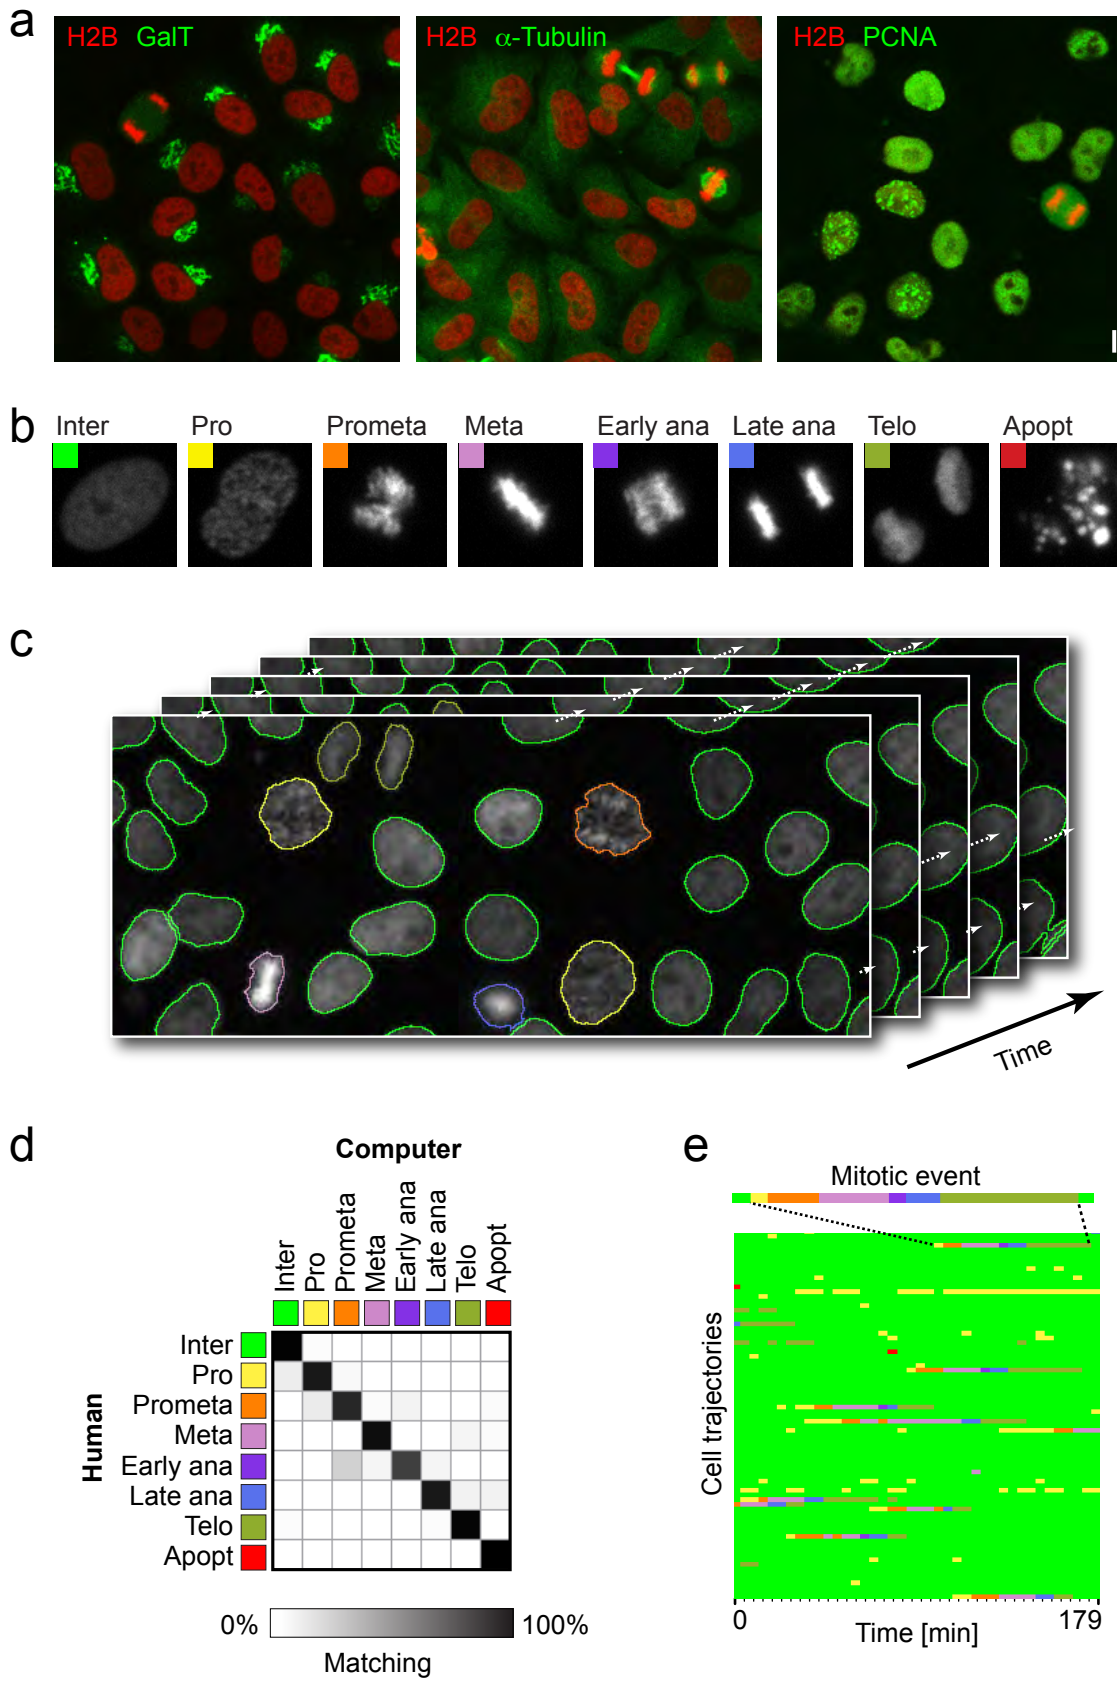 a
H2B GalT
H2B α-Tubulin
H2B PCNA
b
Inter
Pro
Prometa
Meta
Early ana
Late ana
Telo
Apopt
c
Time
d
Computer
Inter
Pro
Prometa
Meta
Early ana
Late ana
Telo
Apopt
Human
Inter
Pro
Prometa
Meta
Early ana
Late ana
Telo
Apopt
0% 100%
Matching
e
Mitotic event
Cell trajectories
0 179
Time [min]